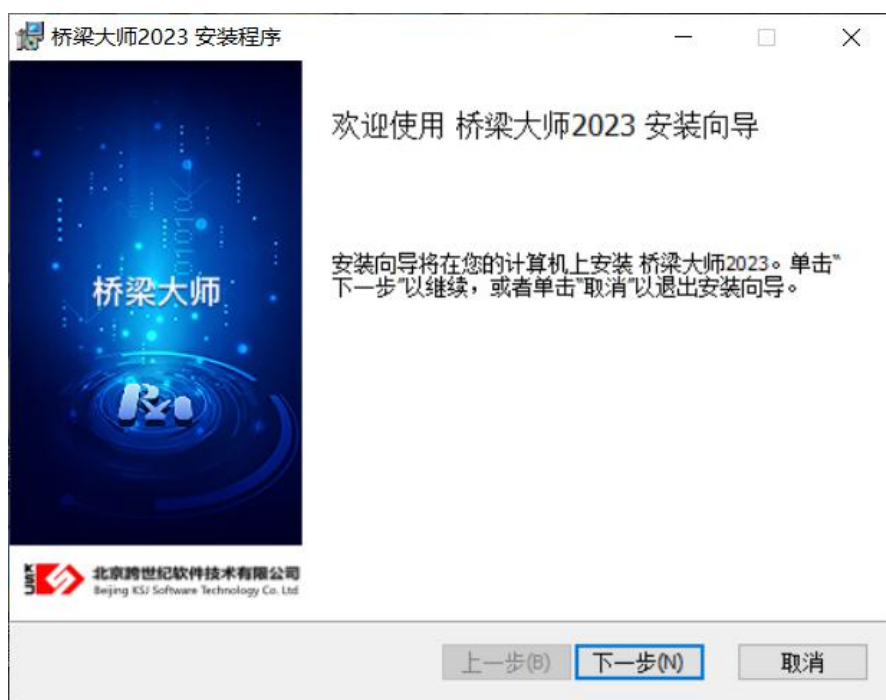 桥梁大师2023 安装程序
欢迎使用 桥梁大师2023 安装向导
安装向导将在您的计算机上安装 桥梁大师2023。单击“
下一步”以继续，或者单击“取消”以退出安装向导。
桥梁大师
KSJ
北京跨世纪软件技术有限公司
Beijing KSJ Software Technology Co. Ltd
上一步(B)
下一步(N)
取消